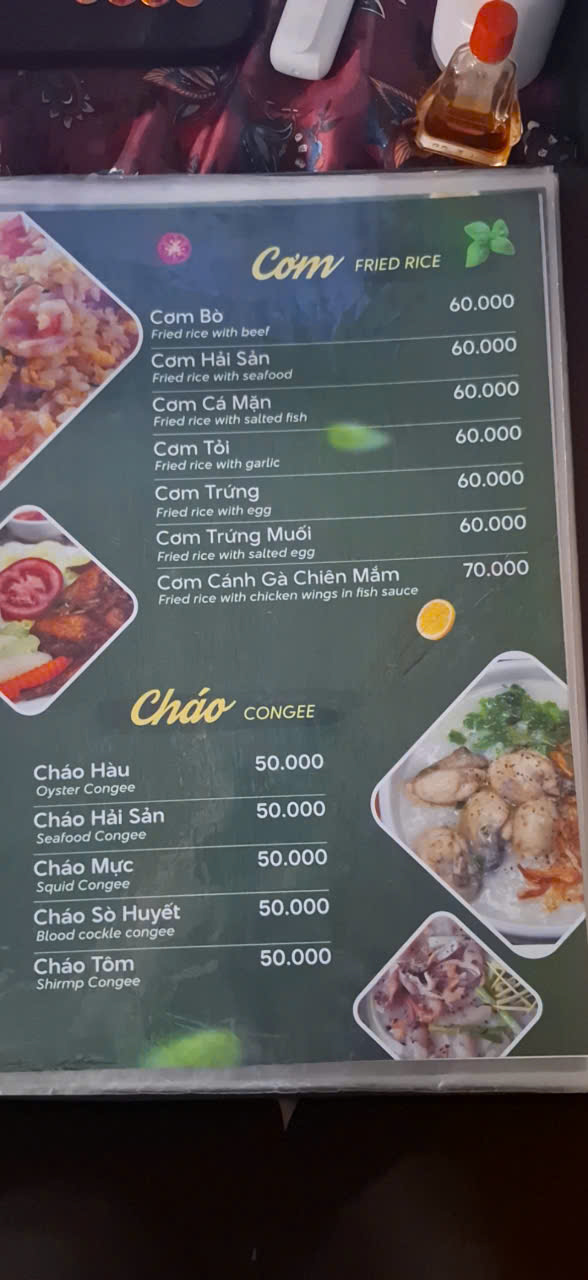 Cơm FRIED RICE
Cơm Bò 60.000
Fried rice with beef
Cơm Hải Sản 60.000
Fried rice with seafood
Cơm Cá Mặn 60.000
Fried rice with salted fish
Cơm Tỏi 60.000
Fried rice with garlic
Cơm Trứng 60.000
Fried rice with egg
Cơm Trứng Muối 60.000
Fried rice with salted egg
Cơm Cánh Gà Chiên Mắm 70.000
Fried rice with chicken wings in fish sauce
Cháo CONGEE
Cháo Hàu 50.000
Oyster Congee
Cháo Hải Sản 50.000
Seafood Congee
Cháo Mực 50.000
Squid Congee
Cháo Sò Huyết 50.000
Blood cockle congee
Cháo Tôm 50.000
Shirmp Congee